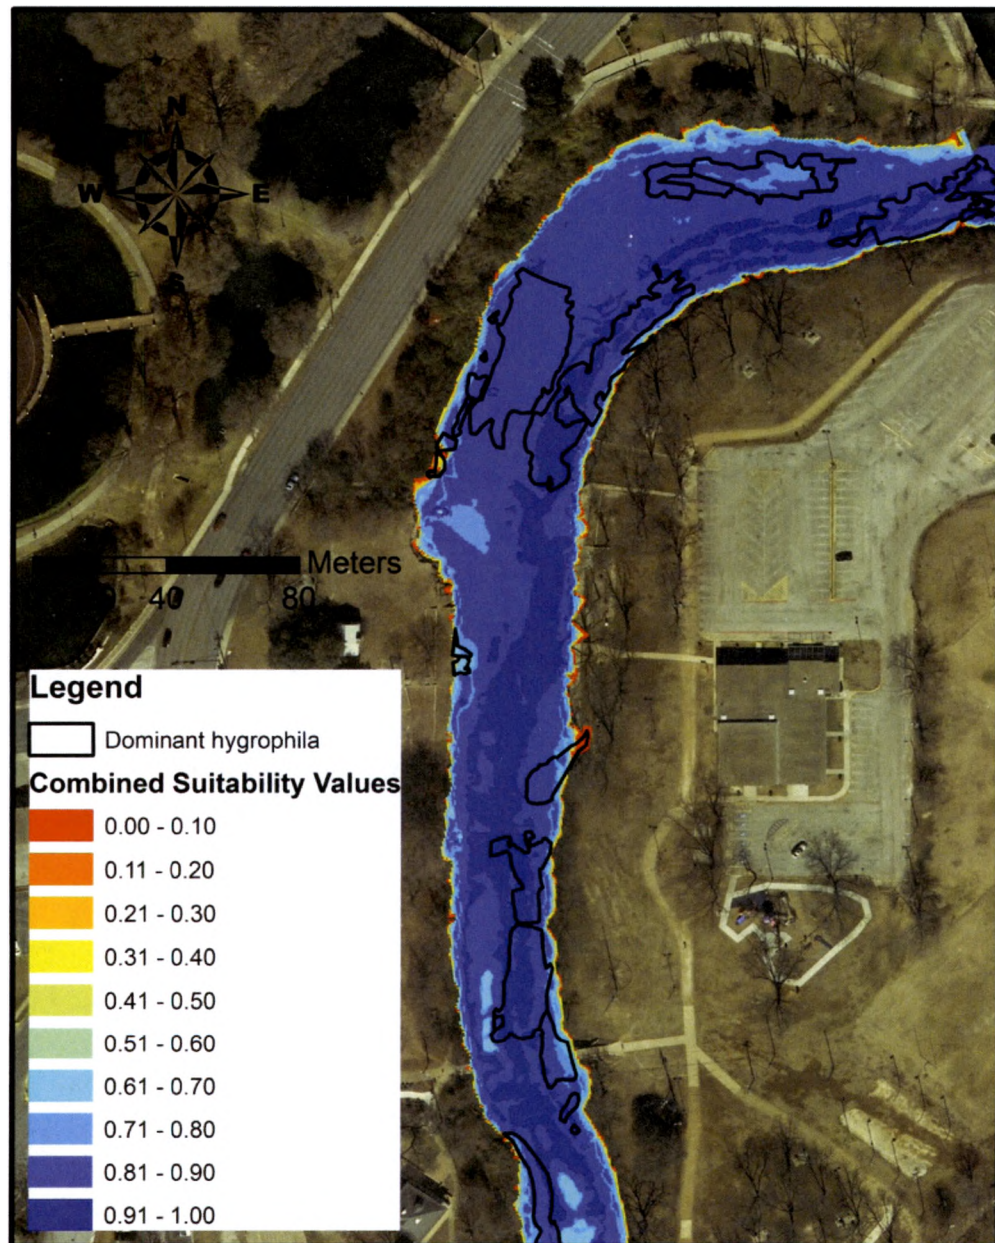 N
W E
S
Meters
40 80
Legend
Dominant hygrophila
Combined Suitability Values
0.00 - 0.10
0.11 - 0.20
0.21 - 0.30
0.31 - 0.40
0.41 - 0.50
0.51 - 0.60
0.61 - 0.70
0.71 - 0.80
0.81 - 0.90
0.91 - 1.00